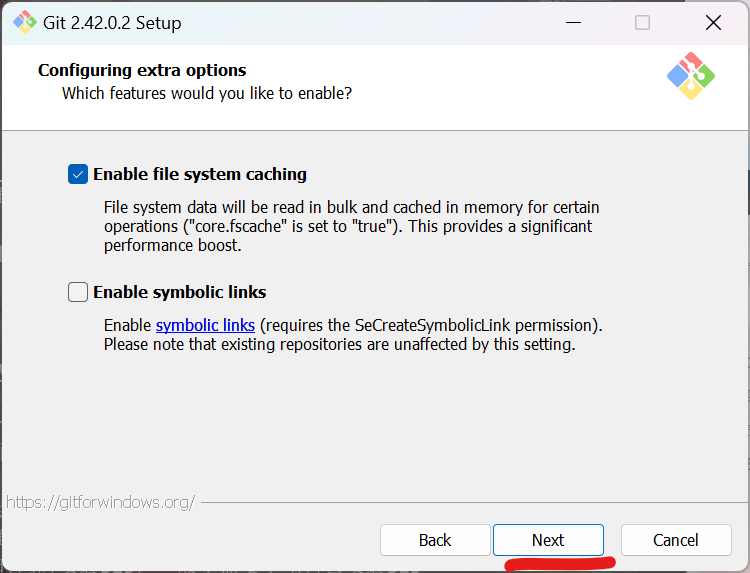 Git 2.42.0.2 Setup
Configuring extra options
Which features would you like to enable?
Enable file system caching
File system data will be read in bulk and cached in memory for certain
operations ("core.fscache" is set to "true"). This provides a significant
performance boost.
Enable symbolic links
Enable symbolic links (requires the SeCreateSymbolicLink permission).
Please note that existing repositories are unaffected by this setting.
https://gitforwindows.org/
Back Next Cancel